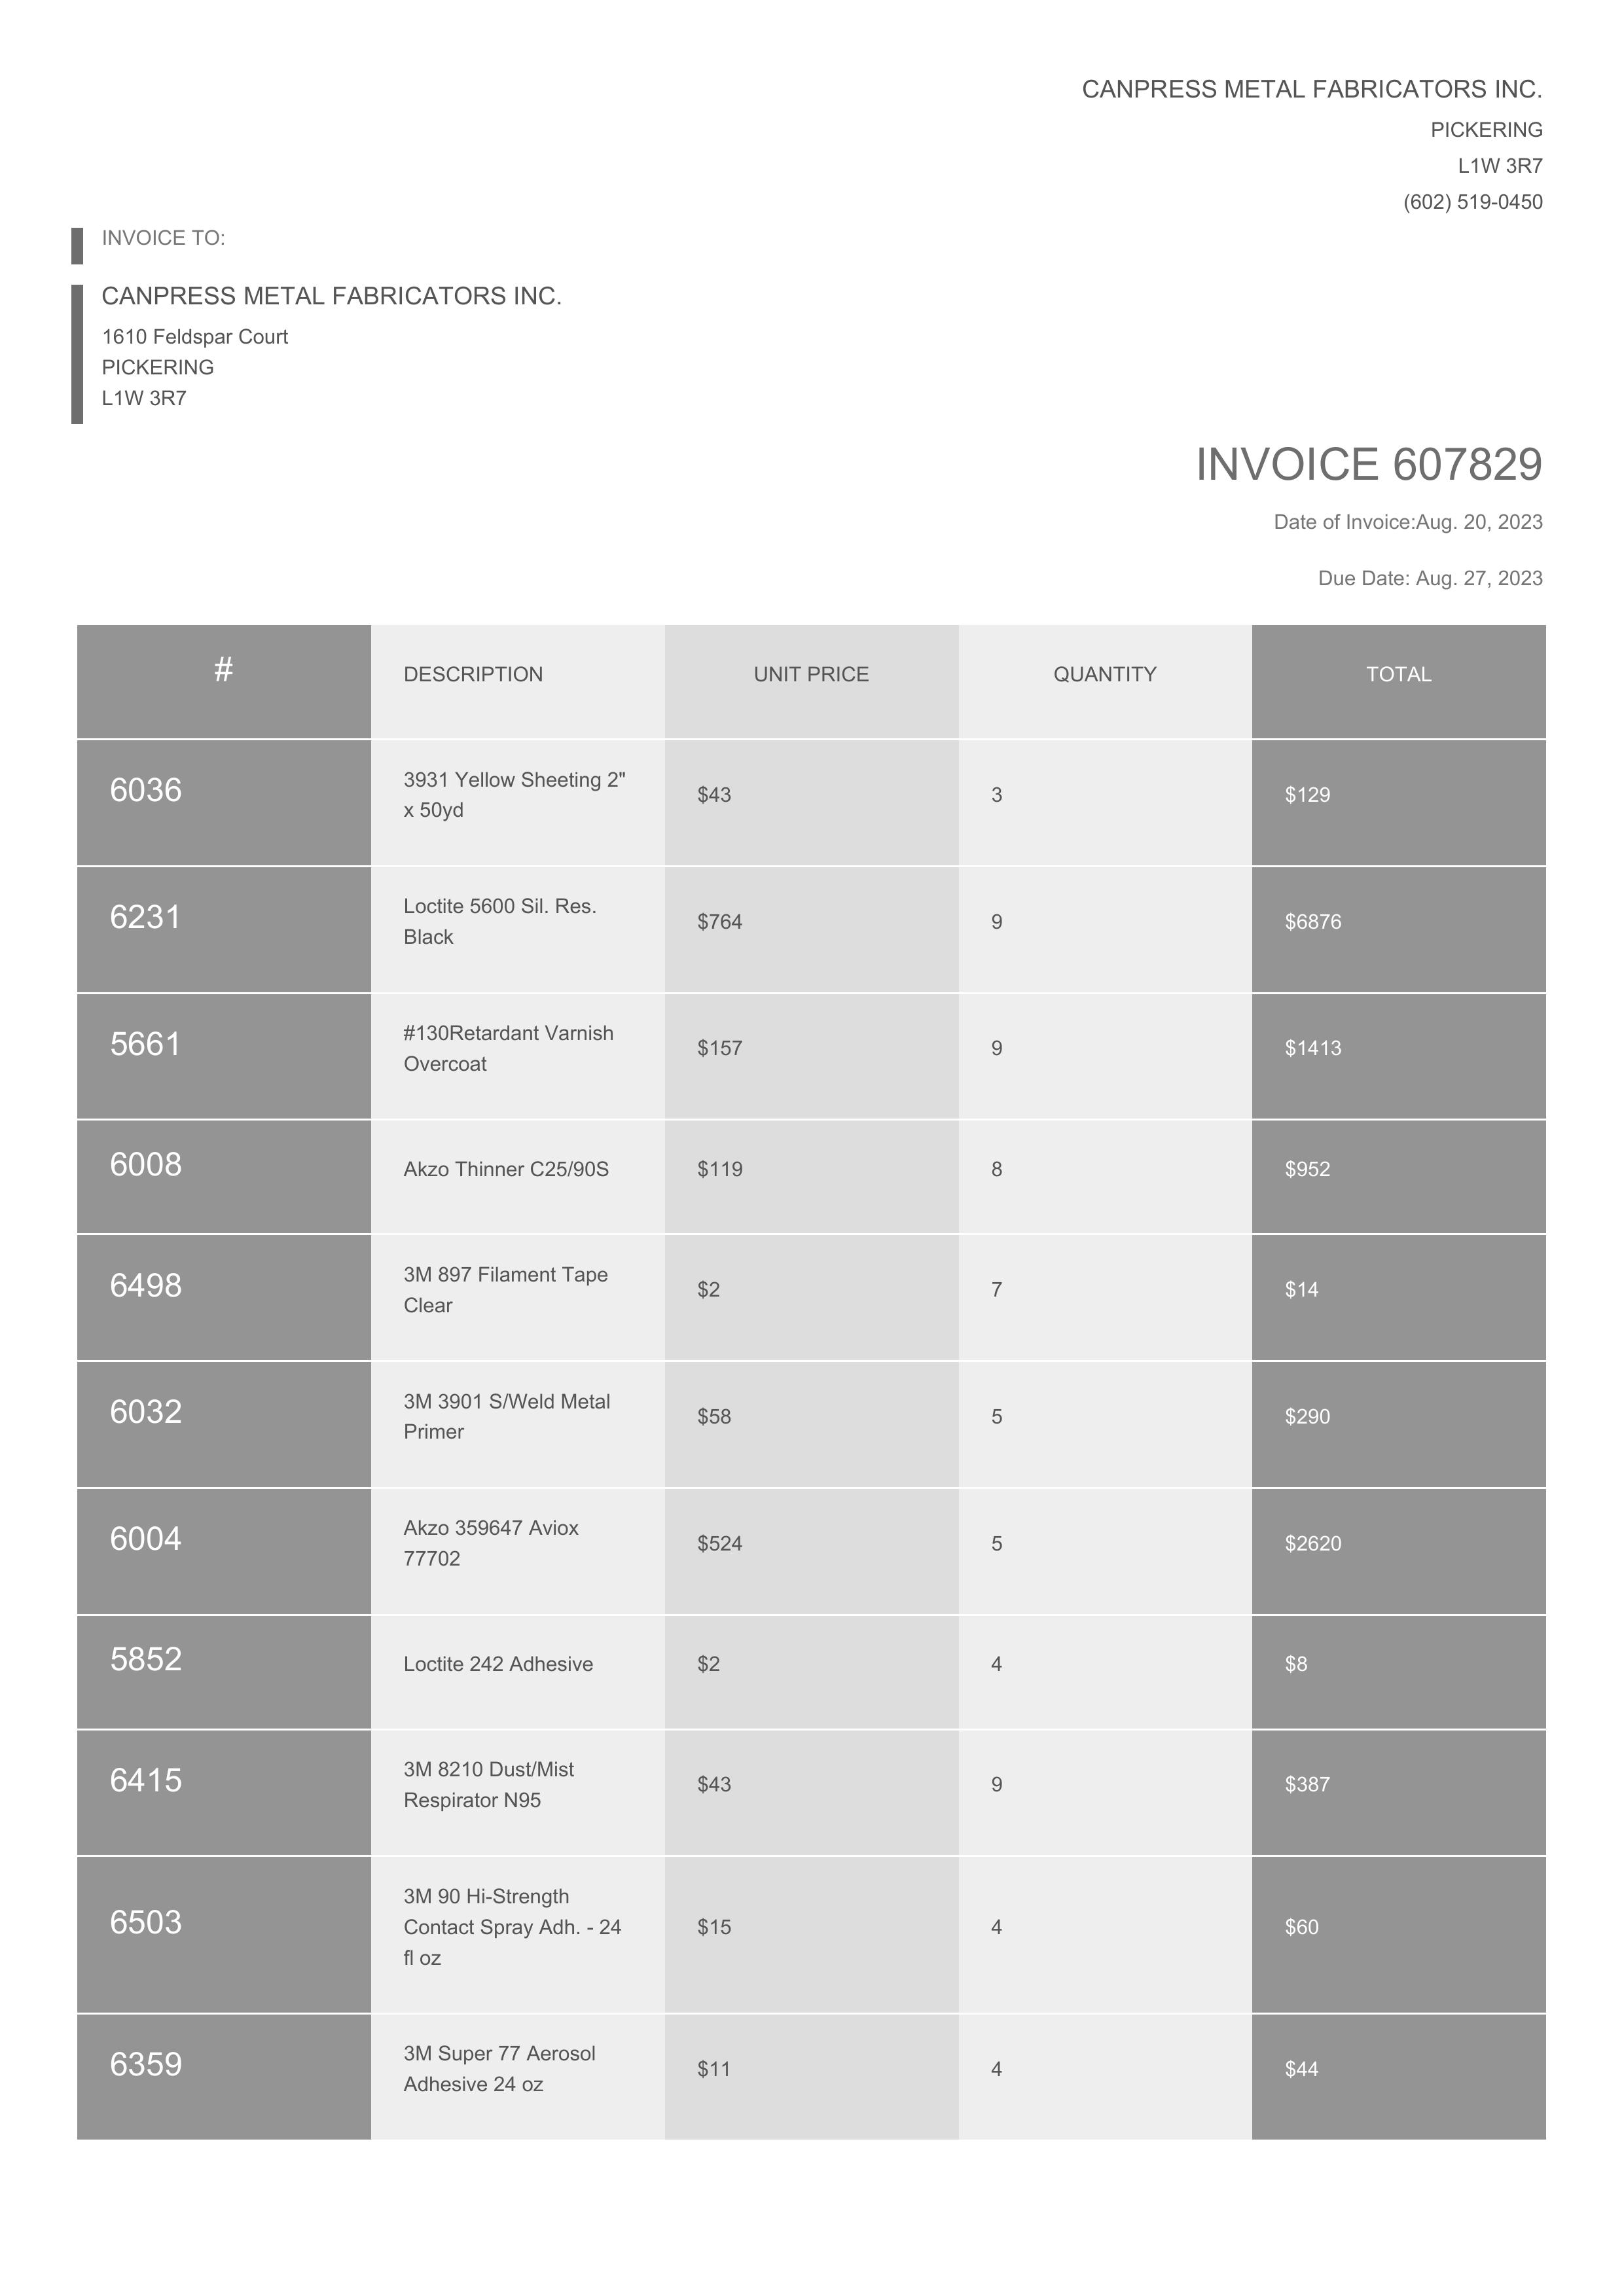 CANPRESS METAL FABRICATORS INC.
PICKERING
L1W 3R7
(602) 519-0450
INVOICE TO:
CANPRESS METAL FABRICATORS INC.
1610 Feldspar Court
PICKERING
L1W 3R7
INVOICE 607829
Date of Invoice:Aug. 20, 2023
Due Date: Aug. 27, 2023
# DESCRIPTION UNIT PRICE QUANTITY TOTAL
6036 3931 Yellow Sheeting 2" $43 3 $129
x 50yd
6231 Loctite 5600 Sil. Res. $764 9 $6876
Black
5661 #130Retardant Varnish $157 9 $1413
Overcoat
6008 Akzo Thinner C25/90S $119 8 $952
6498 3M 897 Filament Tape $2 7 $14
Clear
6032 3M 3901 S/Weld Metal $58 5 $290
Primer
6004 Akzo 359647 Aviox $524 5 $2620
77702
5852 Loctite 242 Adhesive $2 4 $8
6415 3M 8210 Dust/Mist $43 9 $387
Respirator N95
3M 90 Hi-Strength
6503 Contact Spray Adh. - 24 $15 4 $60
fl oz
6359 3M Super 77 Aerosol $11 4 $44
Adhesive 24 oz